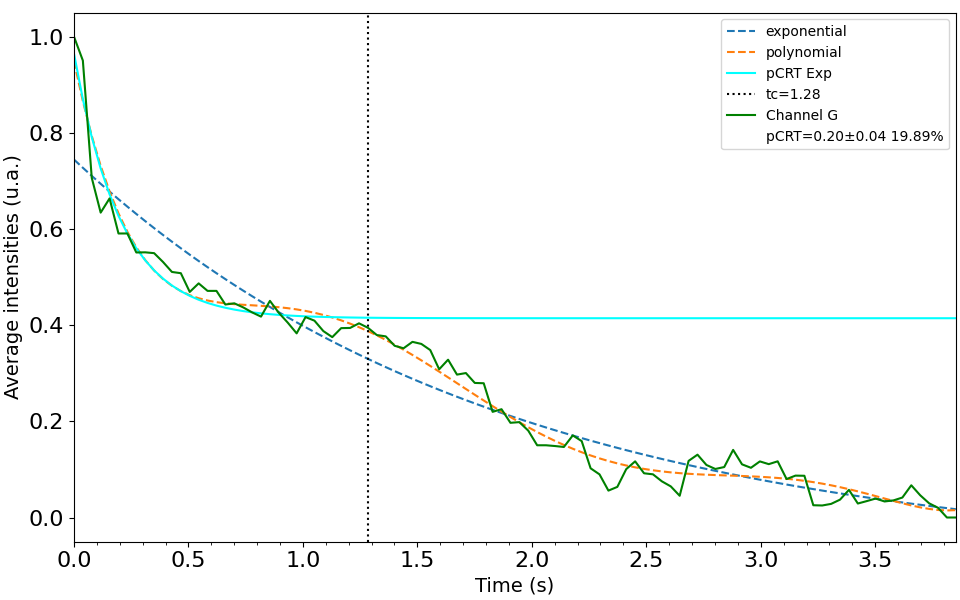 exponential
polynomial
pCRT Exp
tc=1.28
Channel G
pCRT=0.20±0.04 19.89%
Average intensities (u.a.)
1.0
0.8
0.6
0.4
0.2
0.0
0.0 0.5 1.0 1.5 2.0 2.5 3.0 3.5
Time (s)